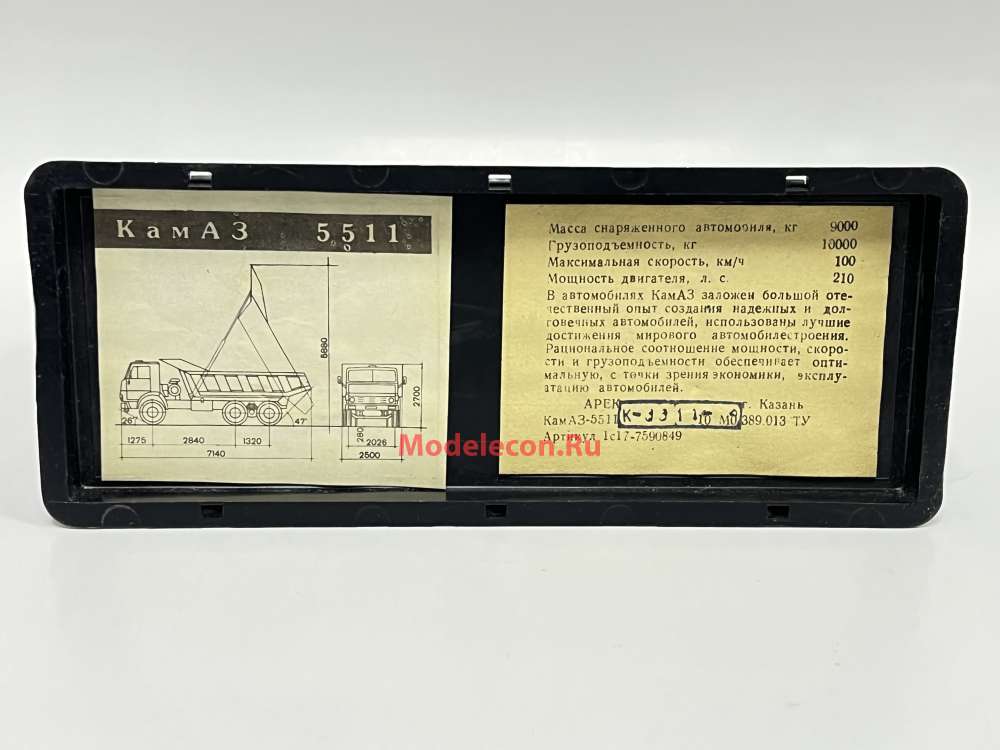 КамАЗ 5511
5880
2700
26° 47°
1275 2840 1320
7140
280
2026
2500
Масса снаряженного автомобиля, кг 9000
Грузоподъемность, кг 10000
Максимальная скорость, км/ч 100
Мощность двигателя, л. с. 210
В автомобилях КамАЗ заложен большой оте-
чественный опыт создания надежных и дол-
говечных автомобилей, использованы лучшие
достижения мирового автомобилестроения.
Рациональное соотношение мощности, скоро-
сти и грузоподъемности обеспечивает опти-
мальную, с точки зрения экономики, эксплу-
атацию автомобилей.
АРЕК г. Казань
КамАЗ-5511 МО.389.013 ТУ
Артикул 1с17-7590849
Modelecon.Ru